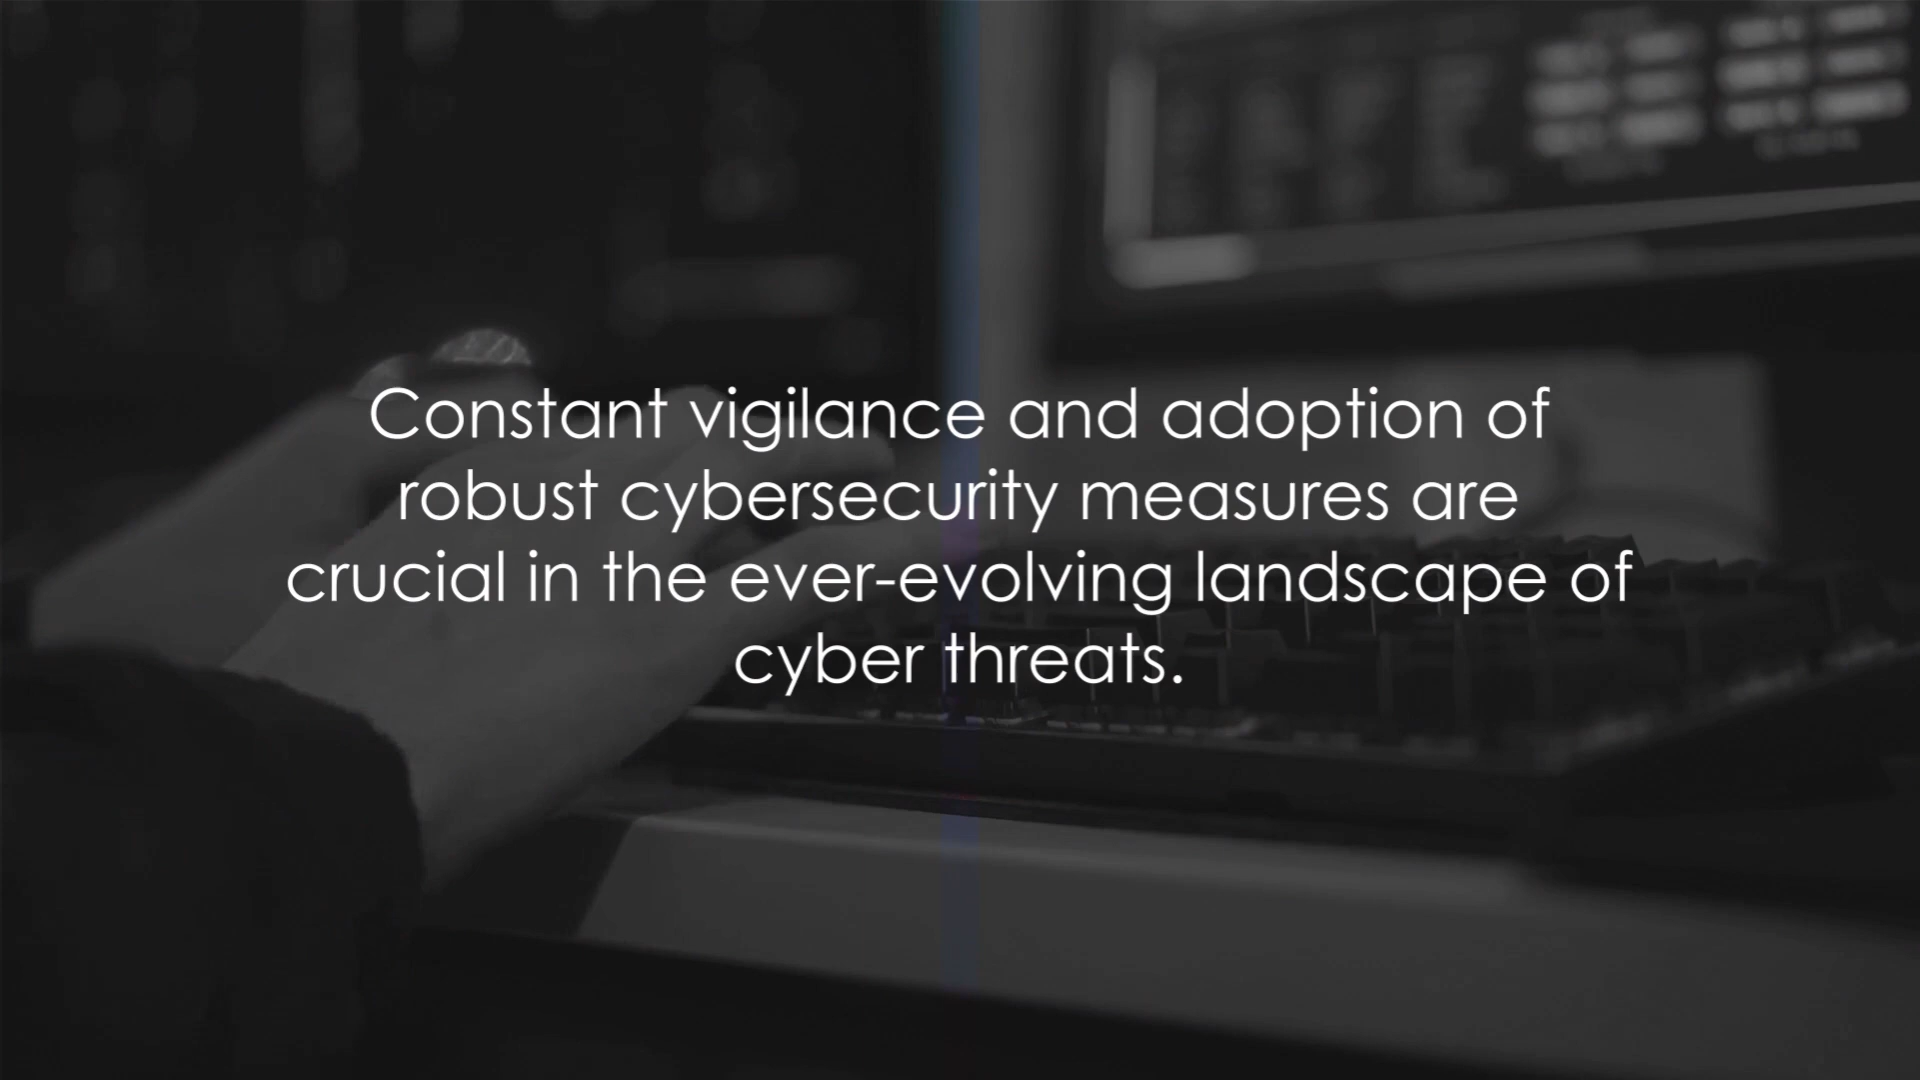 Constant vigilance and adoption of
robust cybersecurity measures are
crucial in the ever-evolving landscape of
cyber threats.